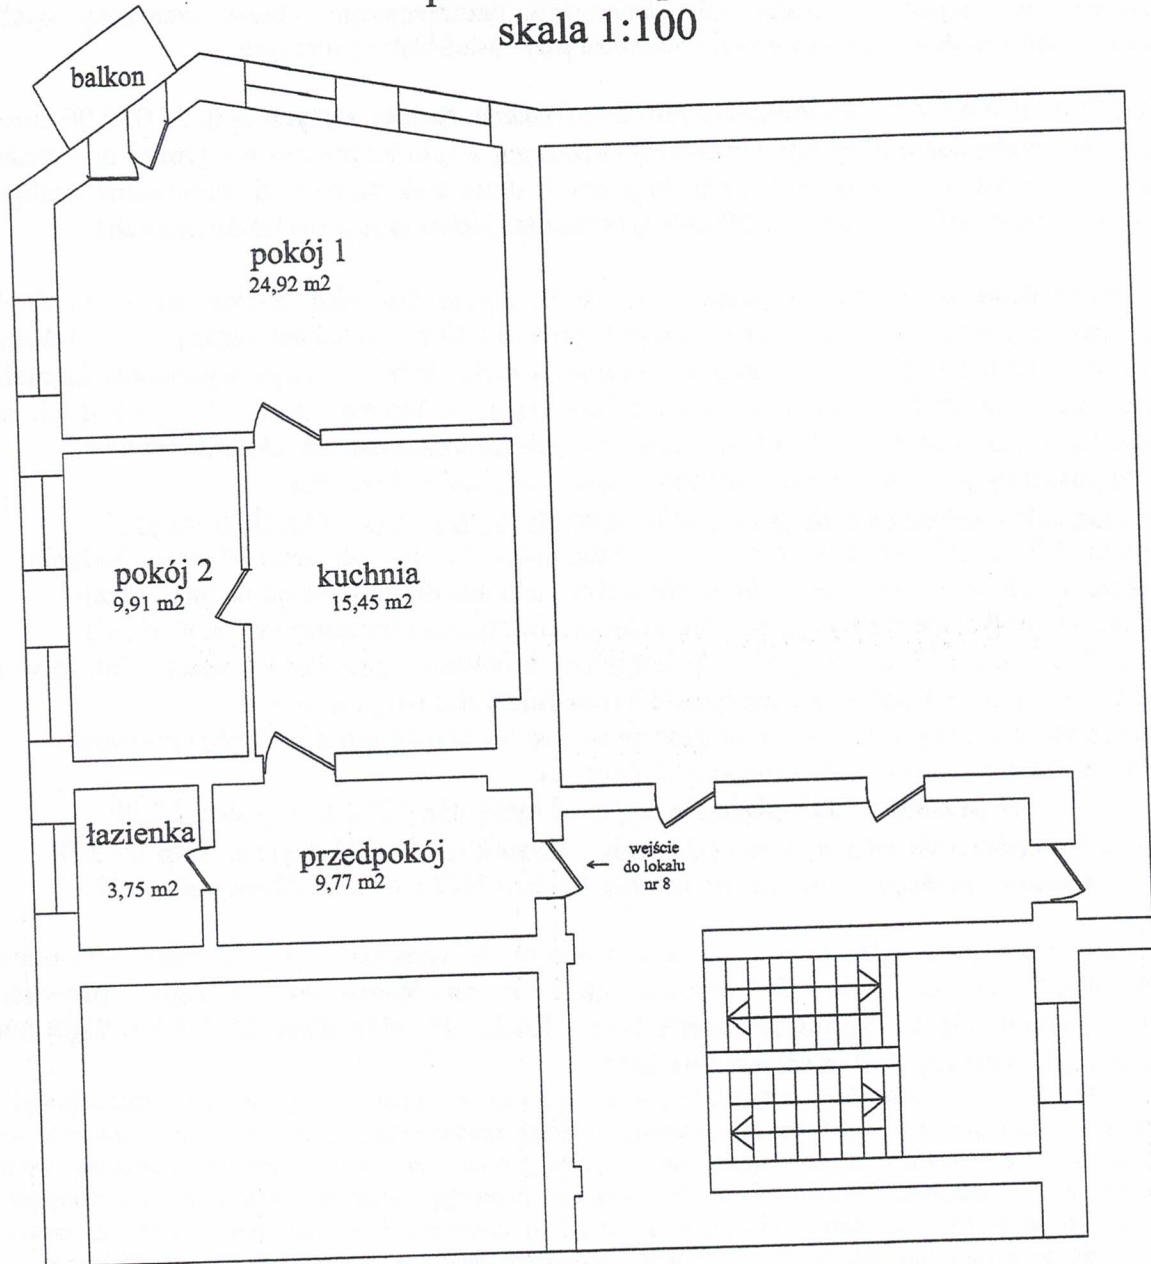 skala 1:100
balkon
pokój 1
24,92 m2
pokój 2
9,91 m2
kuchnia
15,45 m2
łazienka
3,75 m2
przedpokój
9,77 m2
wejście
do lokalu
nr 8